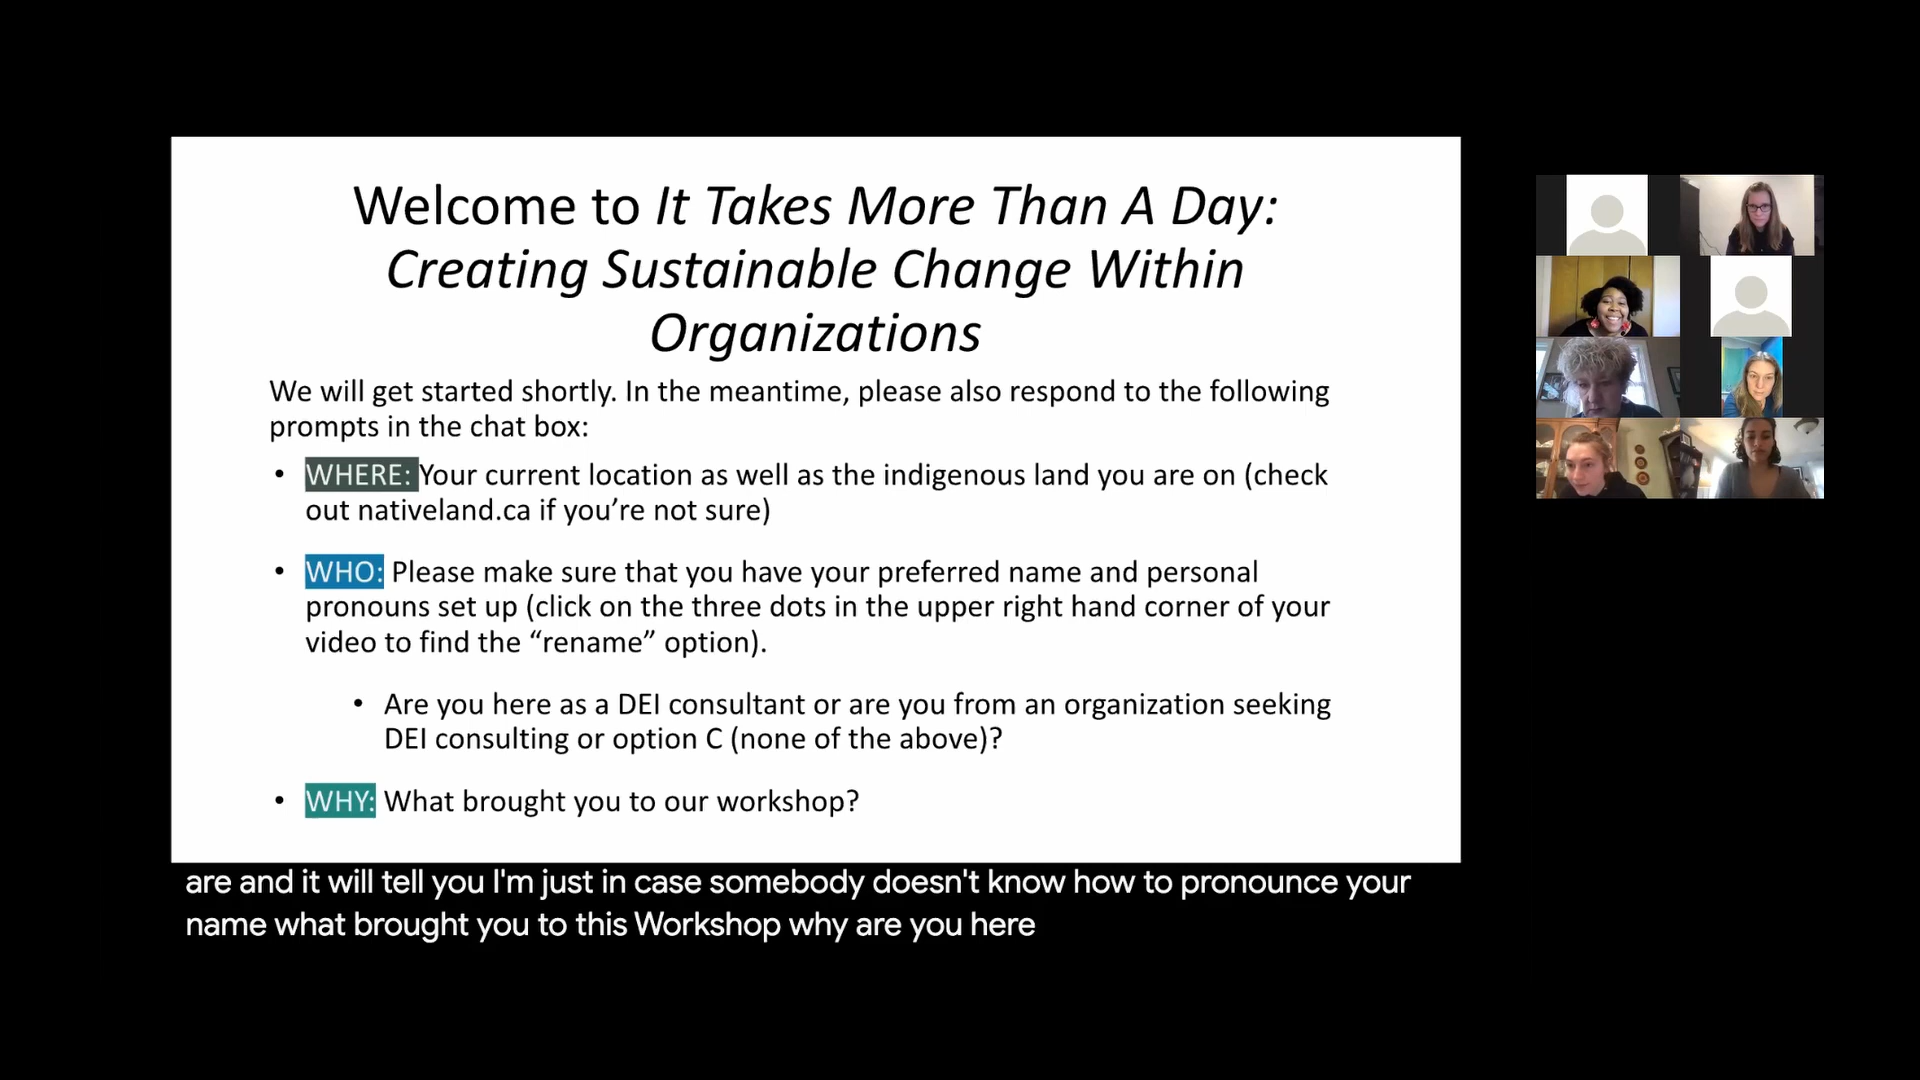 Welcome to It Takes More Than A Day:
Creating Sustainable Change Within
Organizations
We will get started shortly. In the meantime, please also respond to the following
prompts in the chat box:
• WHERE: Your current location as well as the indigenous land you are on (check
out nativeland.ca if you’re not sure)
• WHO: Please make sure that you have your preferred name and personal
pronouns set up (click on the three dots in the upper right hand corner of your
video to find the “rename” option).
• Are you here as a DEI consultant or are you from an organization seeking
DEI consulting or option C (none of the above)?
• WHY: What brought you to our workshop?
are and it will tell you I'm just in case somebody doesn't know how to pronounce your
name what brought you to this Workshop why are you here